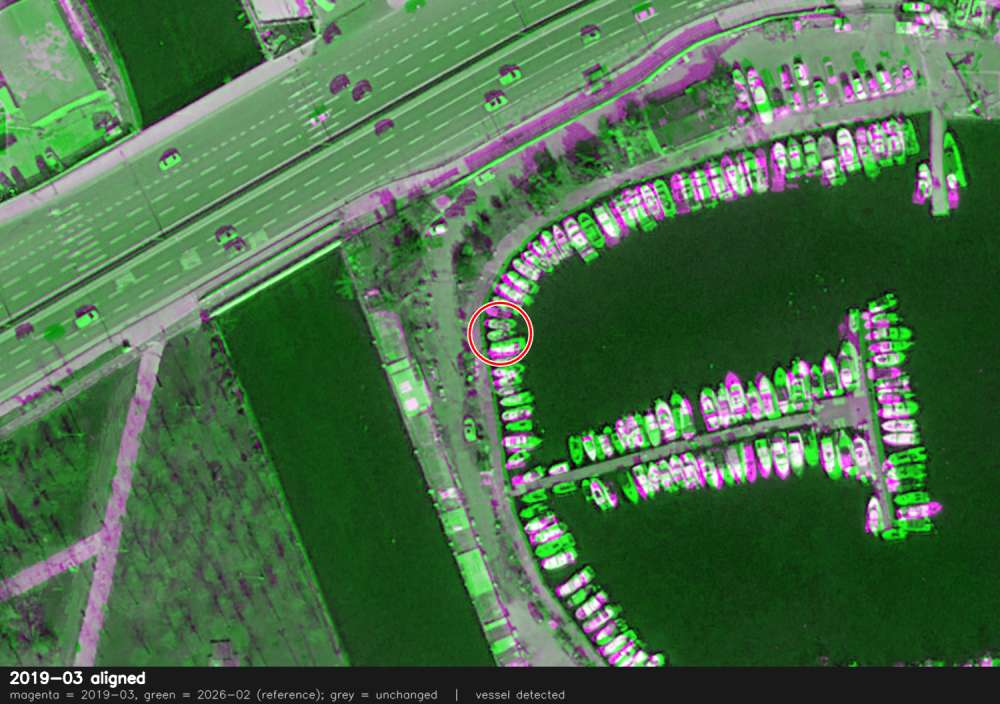 2019-03 aligned
magenta = 2019-03, green = 2026-02 (reference); grey = unchanged | vessel detected